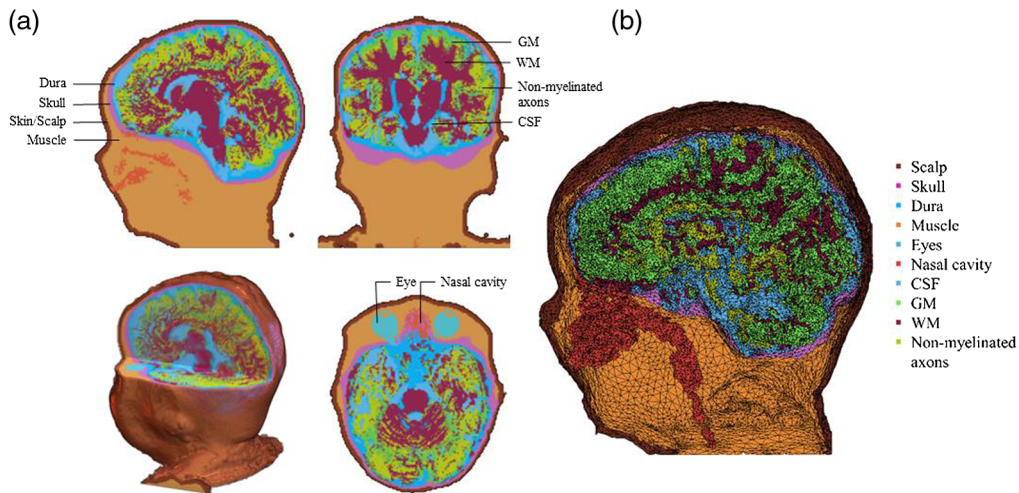 (a)
Dura
Skull
Skin/Scalp
Muscle
GM
WM
Non-myelinated
axons
CSF
Eye
Nasal cavity
(b)
Scalp
Skull
Dura
Muscle
Eyes
Nasal cavity
CSF
GM
WM
Non-myelinated
axons